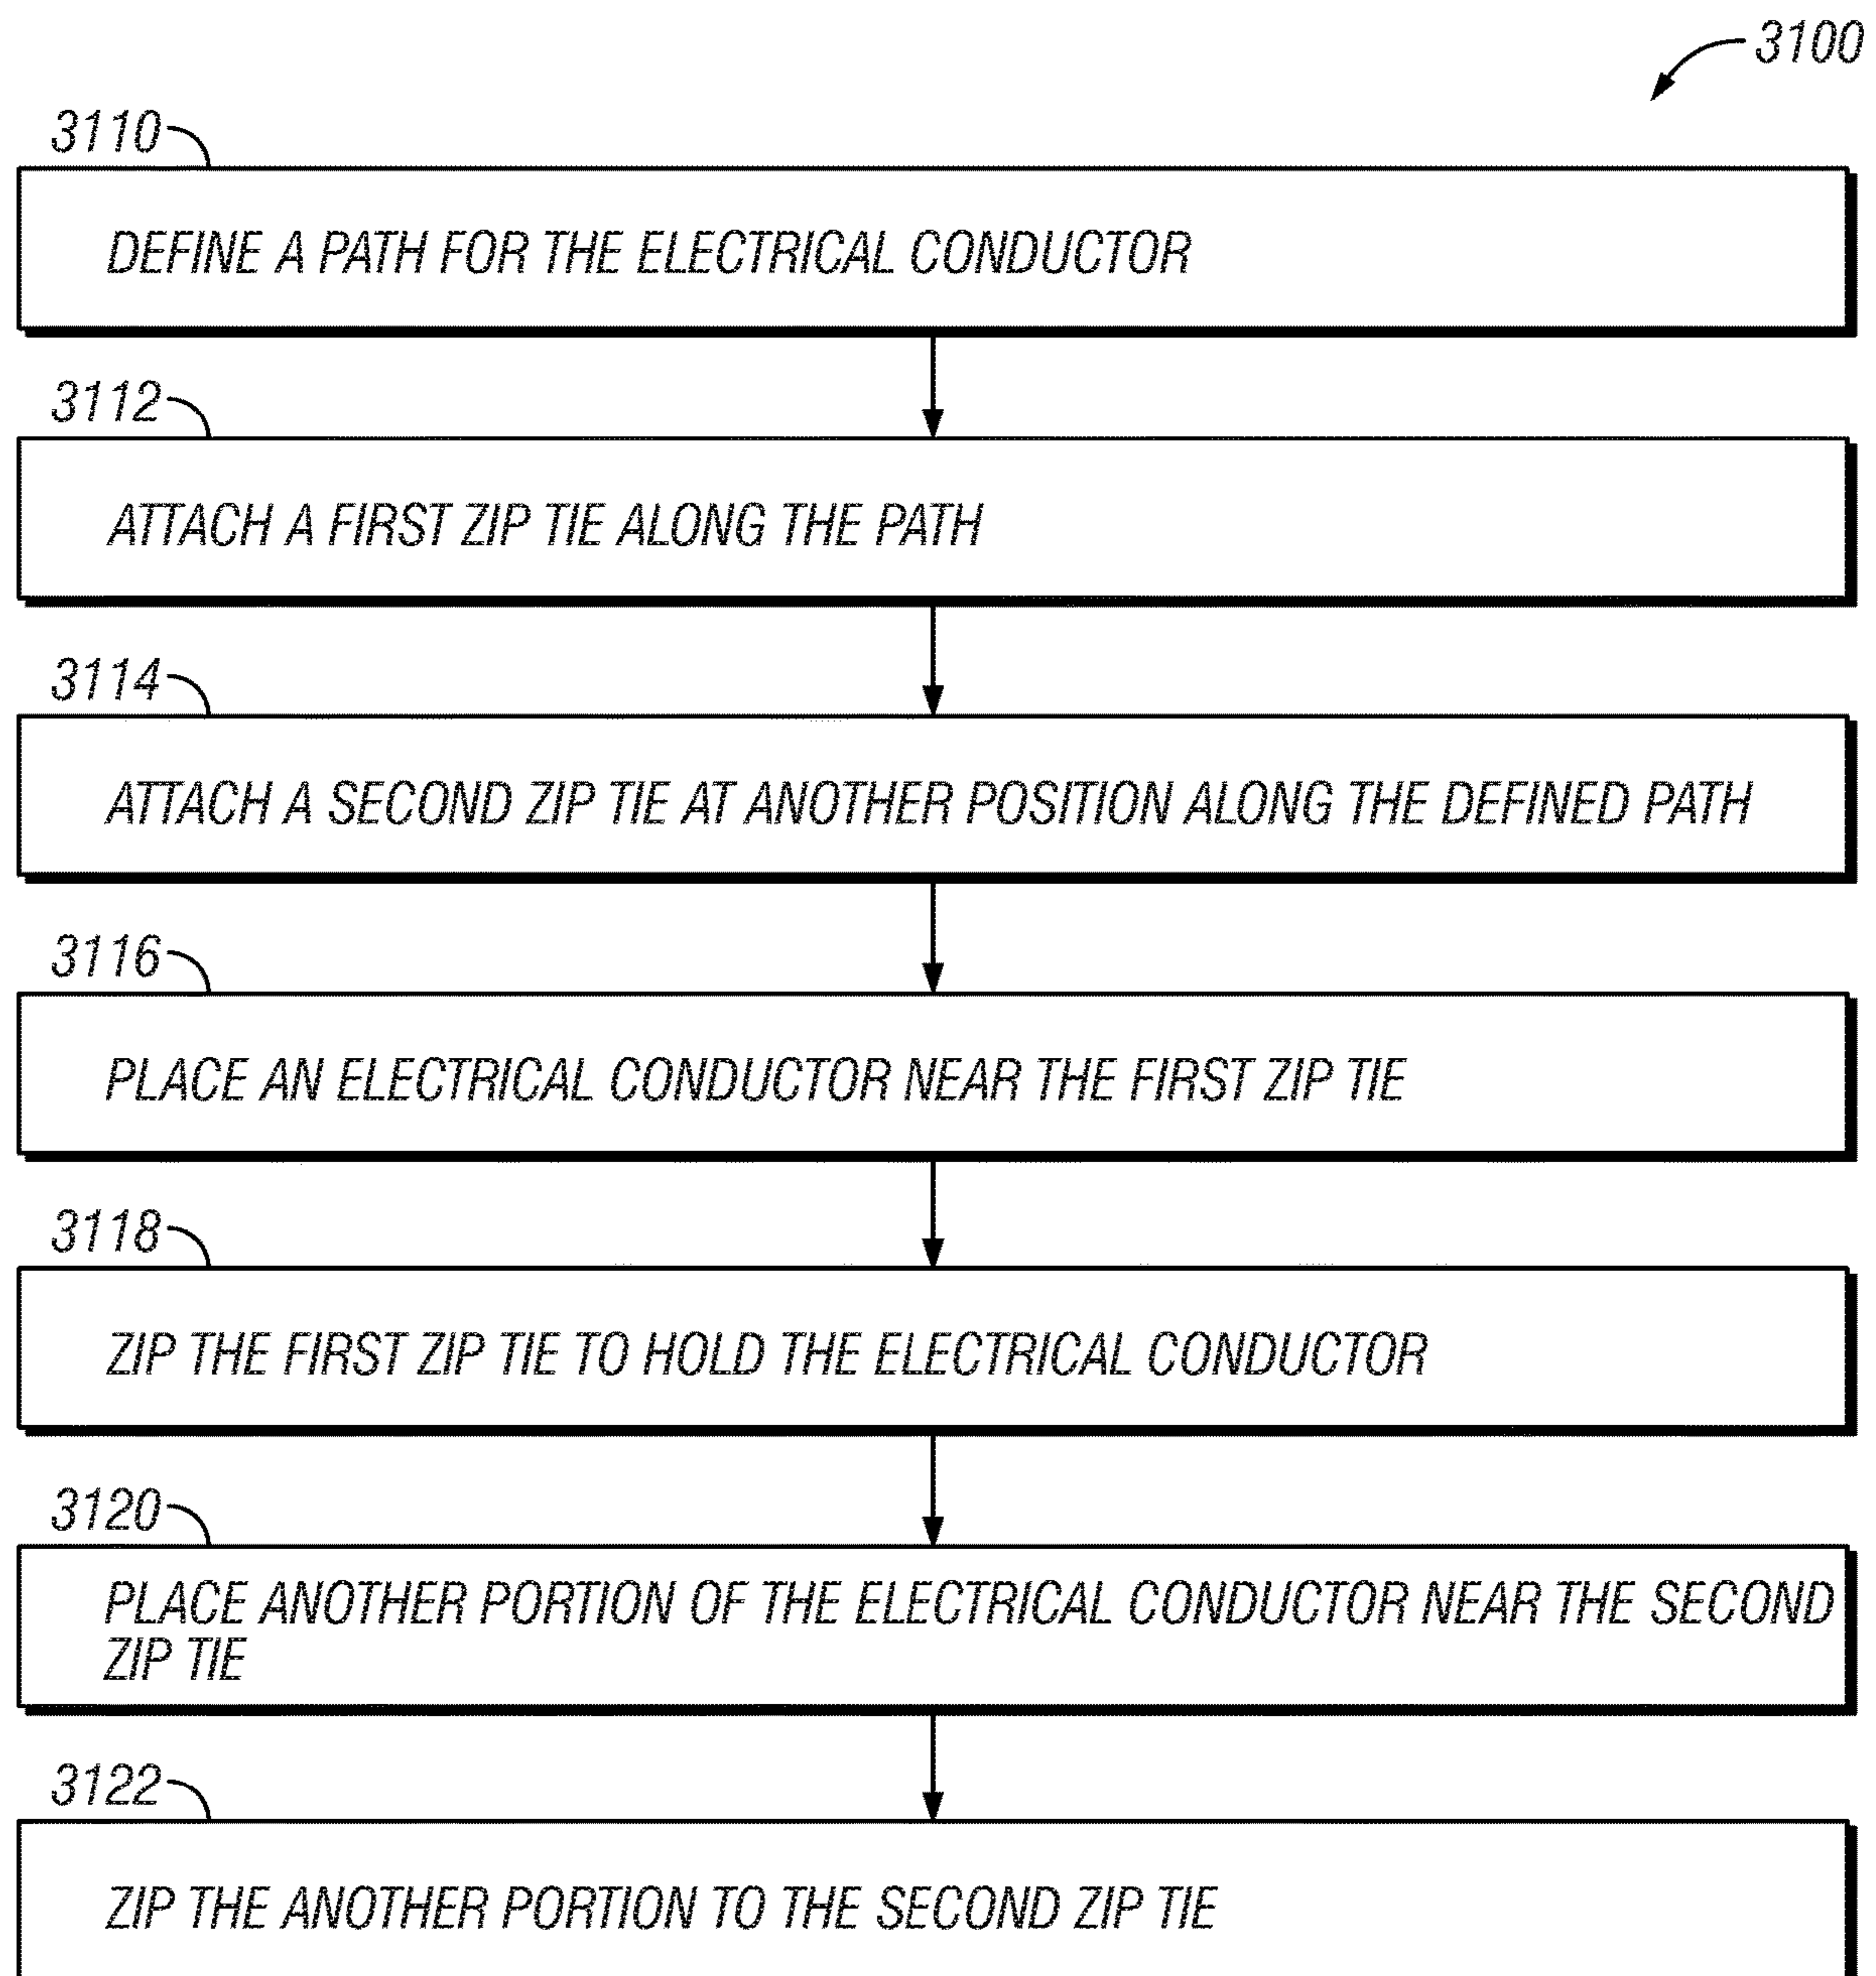 3100
3110
DEFINE A PATH FOR THE ELECTRICAL CONDUCTOR
3112
ATTACH A FIRST ZIP TIE ALONG THE PATH
3114
ATTACH A SECOND ZIP TIE AT ANOTHER POSITION ALONG THE DEFINED PATH
3116
PLACE AN ELECTRICAL CONDUCTOR NEAR THE FIRST ZIP TIE
3118
ZIP THE FIRST ZIP TIE TO HOLD THE ELECTRICAL CONDUCTOR
3120
PLACE ANOTHER PORTION OF THE ELECTRICAL CONDUCTOR NEAR THE SECOND
ZIP TIE
3122
ZIP THE ANOTHER PORTION TO THE SECOND ZIP TIE